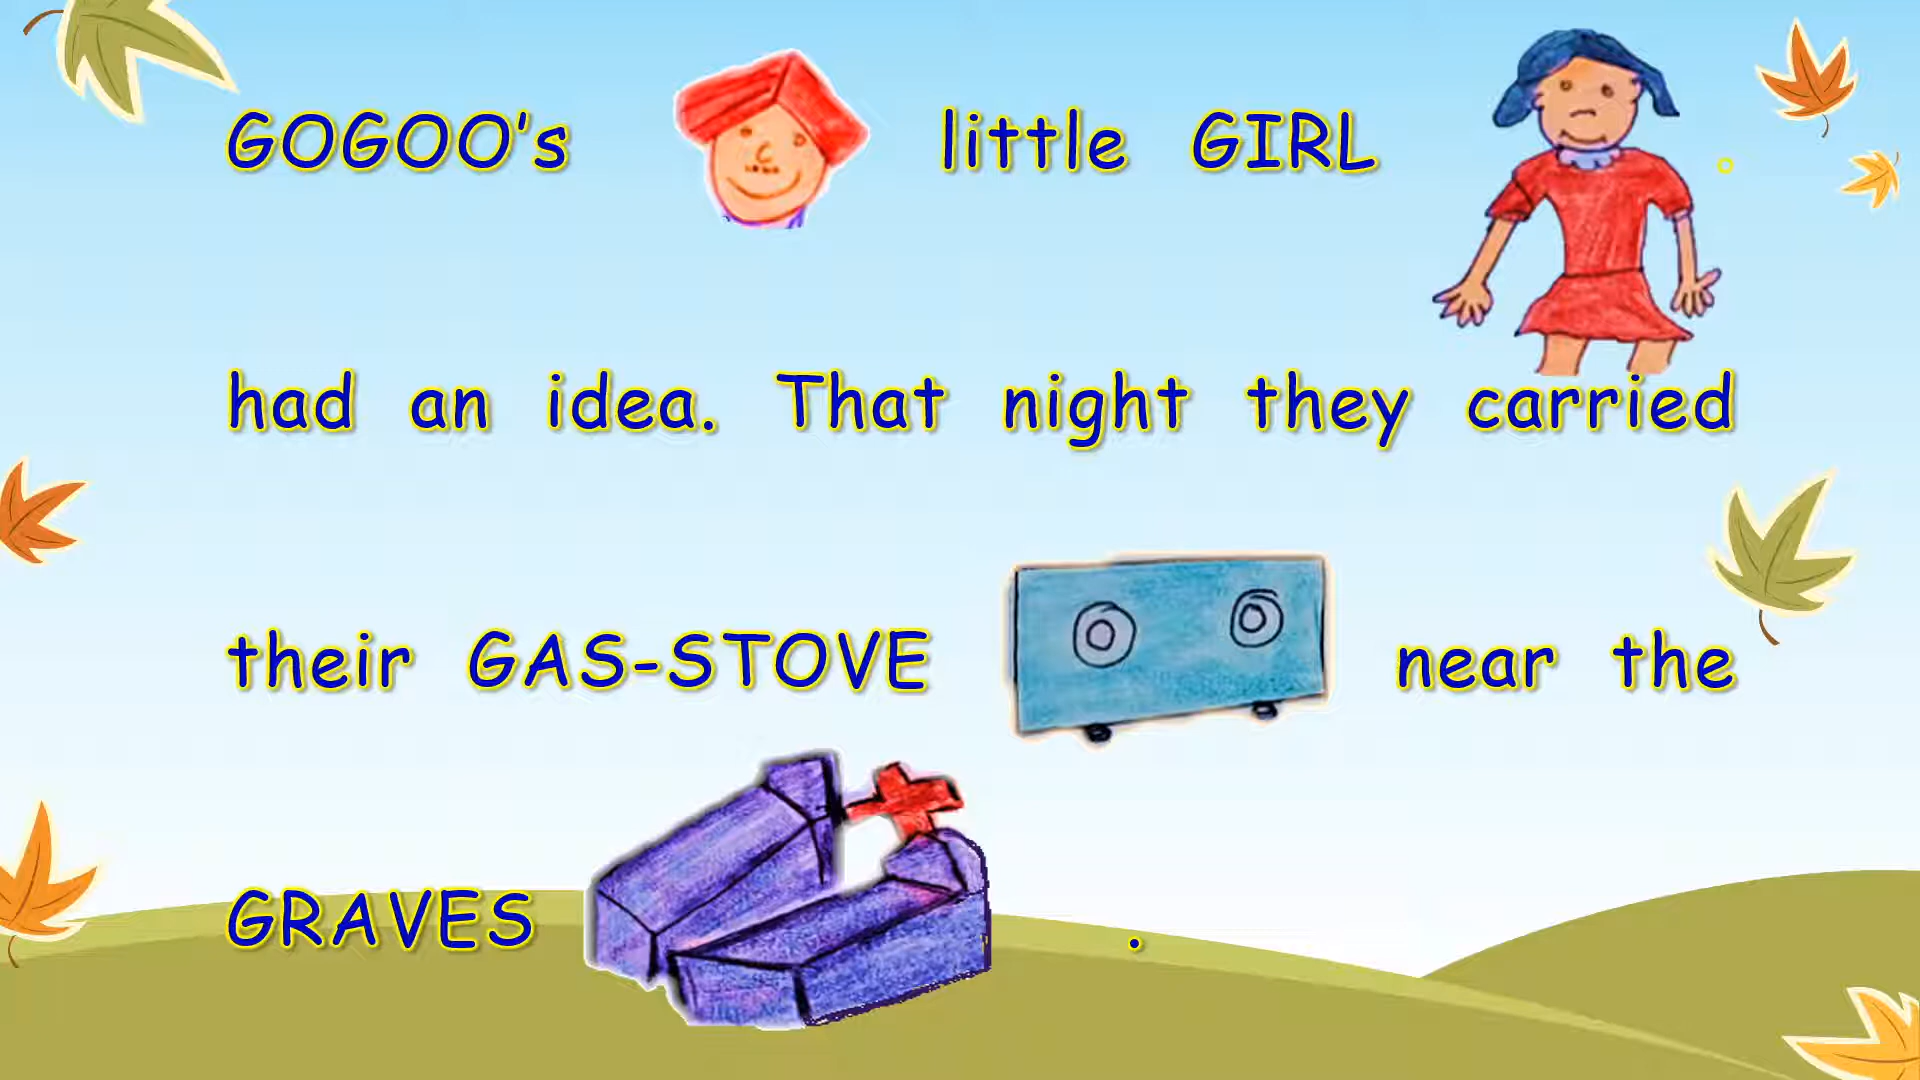 GOGOO's little GIRL
had an idea. That night they carried
their GAS-STOVE near the
GRAVES .